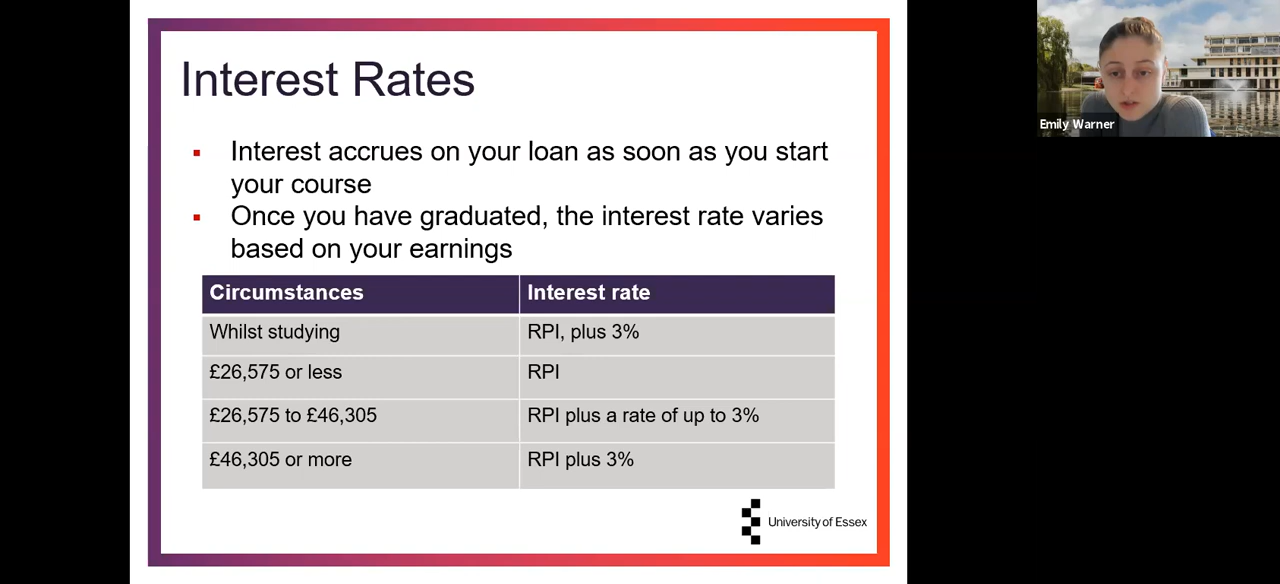 Interest Rates
Interest accrues on your loan as soon as you start
your course
Once you have graduated, the interest rate varies
based on your earnings
Circumstances Interest rate
Whilst studying RPI, plus 3%
£26,575 or less RPI
£26,575 to £46,305 RPI plus a rate of up to 3%
£46,305 or more RPI plus 3%
University of Essex
Emily Warner